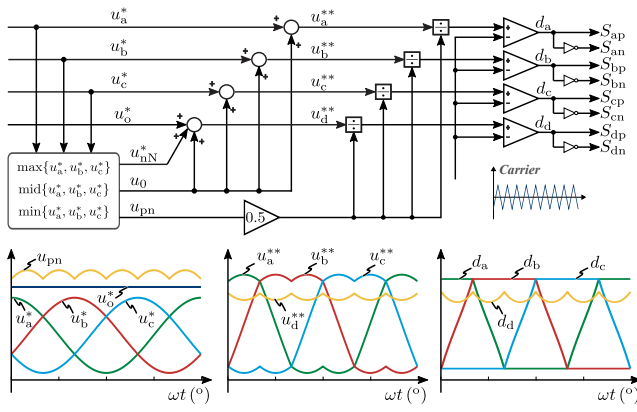 u*a u**a ÷ da Sap
San
u*b u**b ÷ db Sbp
Sbn
u*c u**c ÷ dc Scp
Scn
u*o u**d ÷ dd Sdp
Sdn
u*nN
max{u*a, u*b, u*c}
mid{u*a, u*b, u*c} u0
min{u*a, u*b, u*c} upn 0.5
Carrier
upn
u*o
u*a u*b u*c
ωt (°)
u**a u**b u**c
u**d
ωt (°)
da db dc
dd
ωt (°)